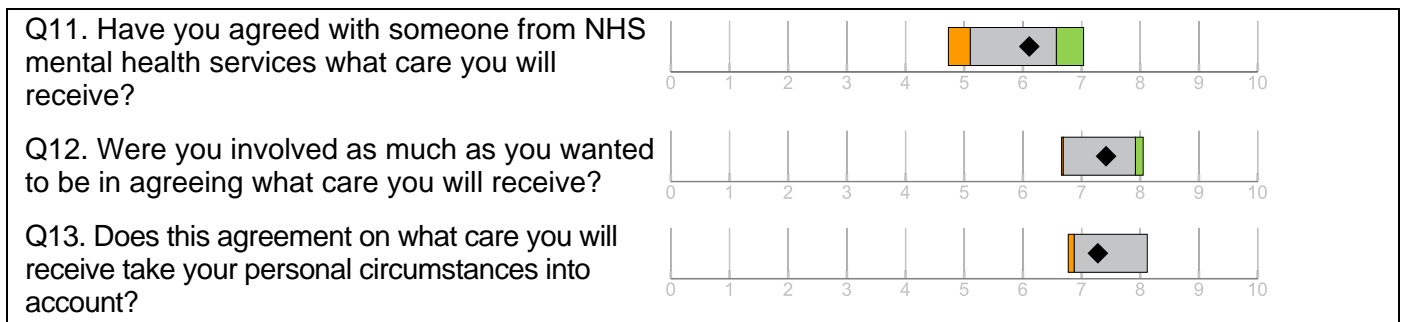 Q11. Have you agreed with someone from NHS
mental health services what care you will
receive?
0 1 2 3 4 5 6 7 8 9 10
Q12. Were you involved as much as you wanted
to be in agreeing what care you will receive?
0 1 2 3 4 5 6 7 8 9 10
Q13. Does this agreement on what care you will
receive take your personal circumstances into
account?
0 1 2 3 4 5 6 7 8 9 10